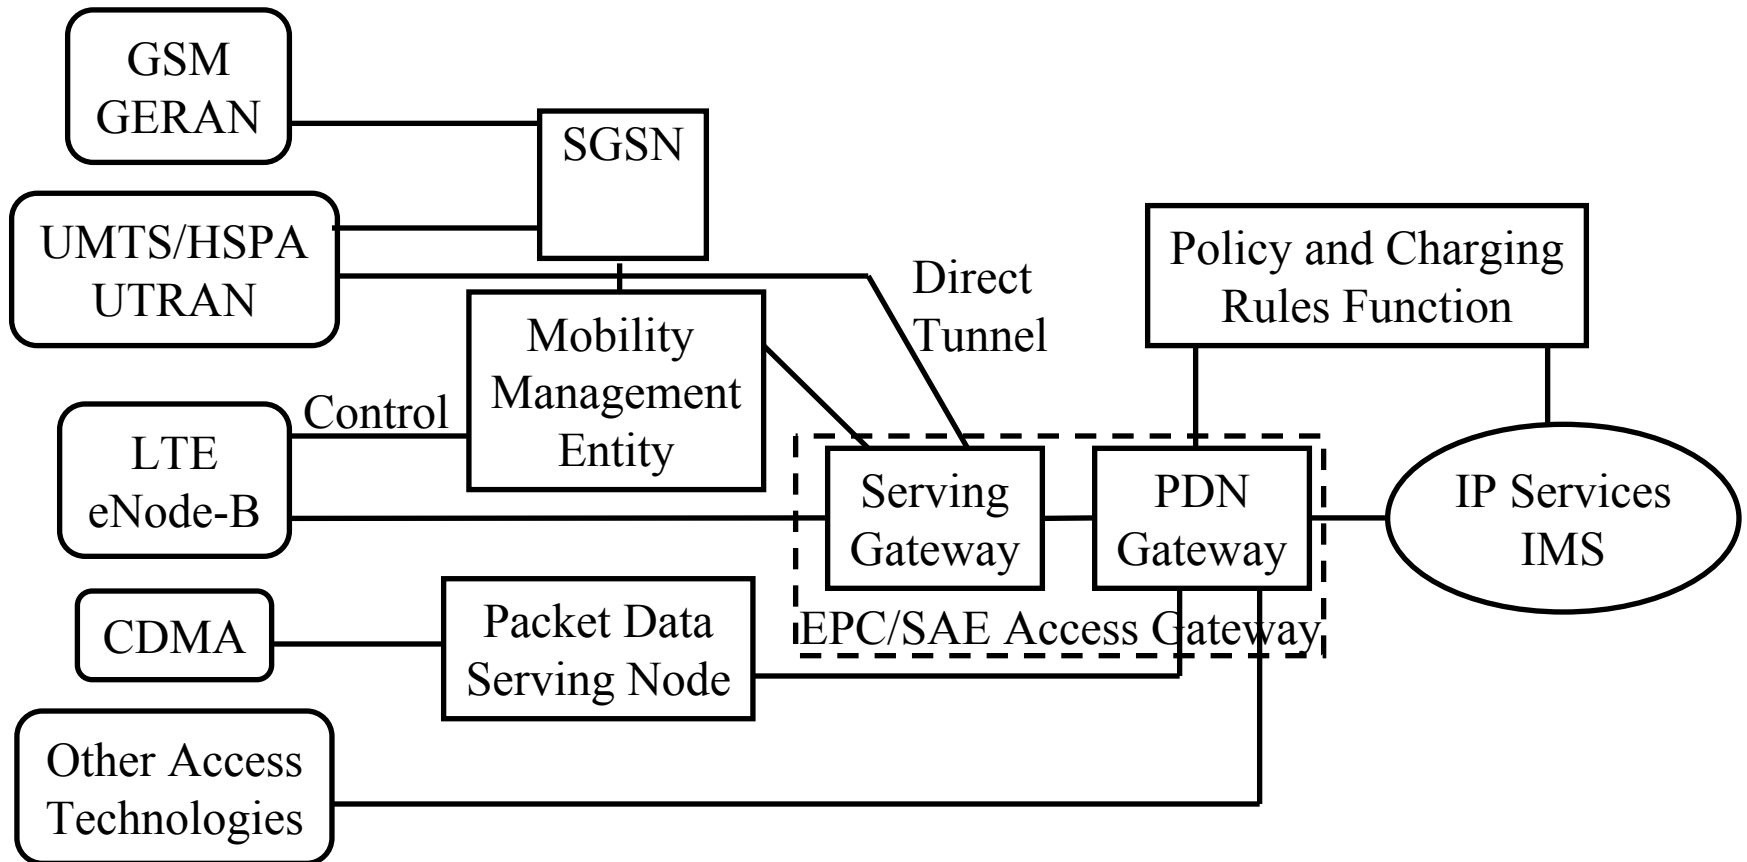 GSM
GERAN
SGSN
UMTS/HSPA
UTRAN
Direct
Tunnel
Policy and Charging
Rules Function
Mobility
Management
Entity
Control
LTE
eNode-B
Serving
Gateway
PDN
Gateway
IP Services
IMS
EPC/SAE Access Gateway
CDMA
Packet Data
Serving Node
Other Access
Technologies